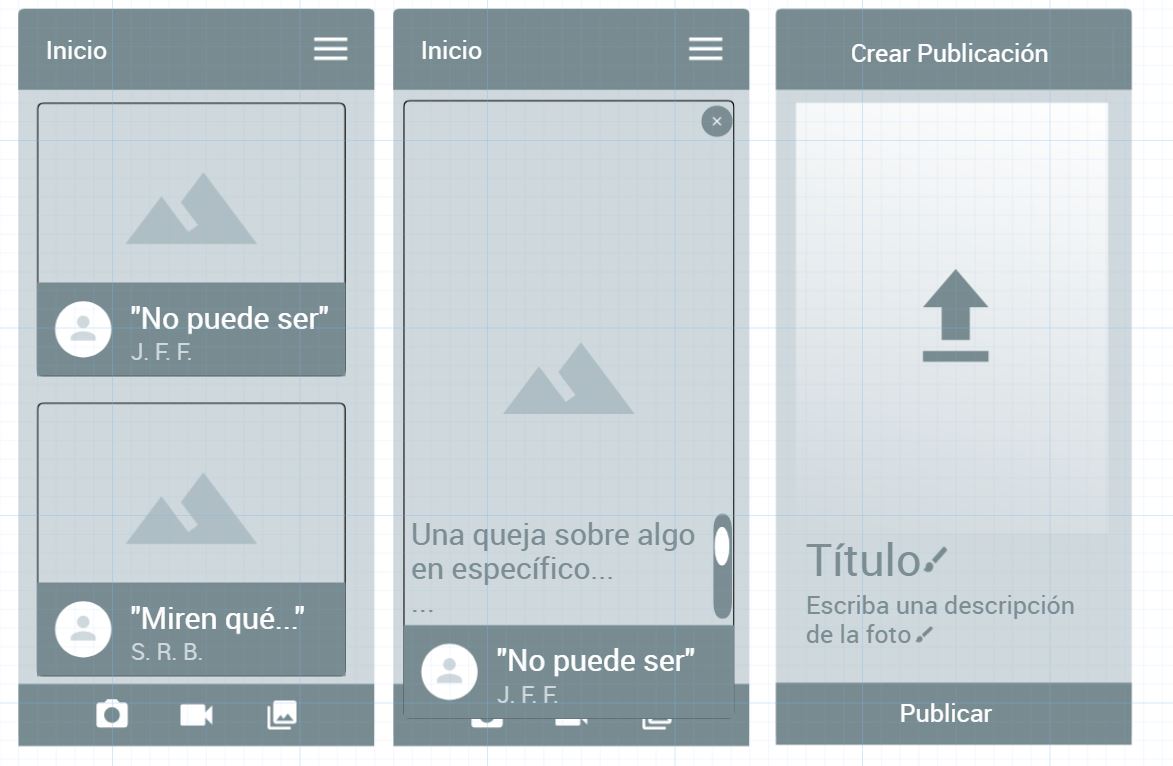 Inicio
"No puede ser"
J. F. F.
"Miren qué..."
S. R. B.
Inicio
Una queja sobre algo
en específico...
...
"No puede ser"
J. F. F.
Crear Publicación
Título
Escriba una descripción
de la foto
Publicar